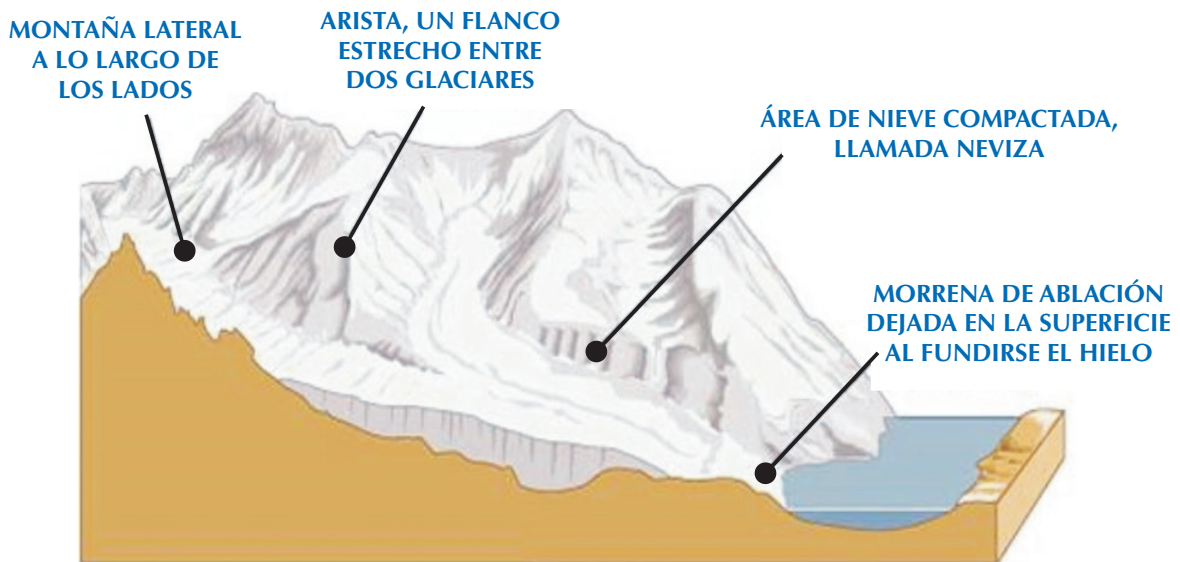 MONTAÑA LATERAL
A LO LARGO DE
LOS LADOS
ARISTA, UN FLANCO
ESTRECHO ENTRE
DOS GLACIARES
ÁREA DE NIEVE COMPACTADA,
LLAMADA NEVIZA
MORRENA DE ABLACIÓN
DEJADA EN LA SUPERFICIE
AL FUNDIRSE EL HIELO